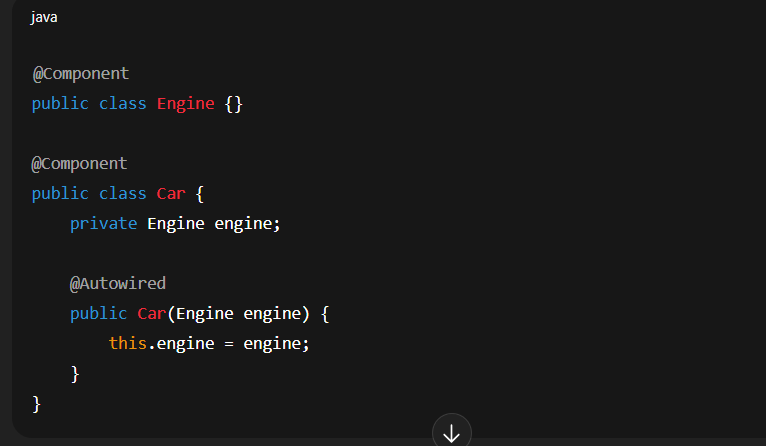 java
@Component
public class Engine {}
@Component
public class Car {
    private Engine engine;
    @Autowired
    public Car(Engine engine) {
        this.engine = engine;
    }
}